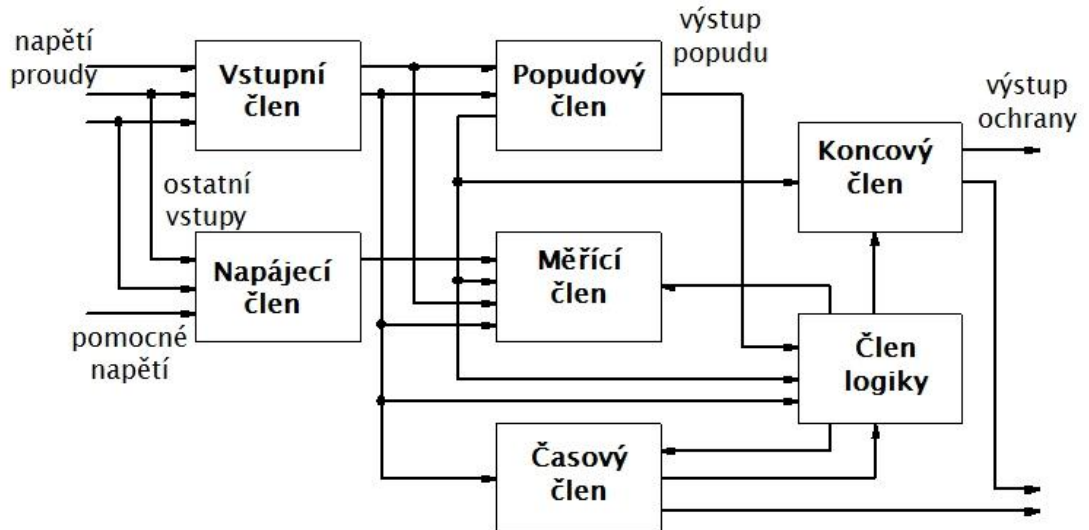 napětí
proudy
Vstupní
člen
Popudový
člen
výstup
popudu
výstup
ochrany
Koncový
člen
ostatní
vstupy
Napájecí
člen
Měřící
člen
pomocné
napětí
Člen
logiky
Časový
člen